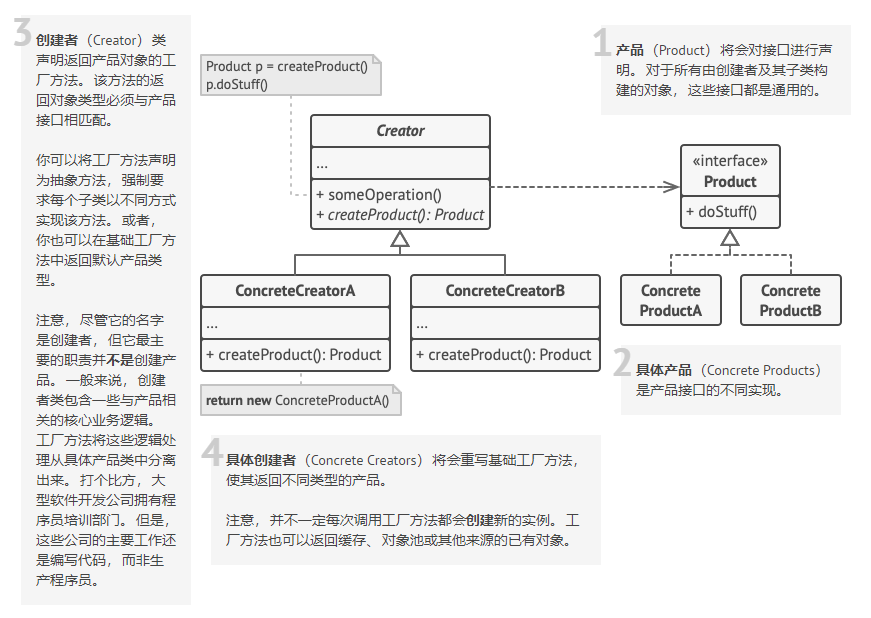 3
创建者 （Creator） 类
声明返回产品对象的工
厂方法。 该方法的返
回对象类型必须与产品
接口相匹配。
你可以将工厂方法声明
为抽象方法， 强制要
求每个子类以不同方式
实现该方法。 或者，
你也可以在基础工厂方
法中返回默认产品类
型。
注意， 尽管它的名字
是创建者， 但它最主
要的职责并不是创建产
品。 一般来说， 创建
者类包含一些与产品相
关的核心业务逻辑。
工厂方法将这些逻辑处
理从具体产品类中分离
出来。 打个比方， 大
型软件开发公司拥有程
序员培训部门。 但是，
这些公司的主要工作还
是编写代码， 而非生
产程序员。
Product p = createProduct()
p.doStuff()
Creator
...
+ someOperation()
+ createProduct(): Product
ConcreteCreatorA
...
+ createProduct(): Product
ConcreteCreatorB
...
+ createProduct(): Product
return new ConcreteProductA()
1
产品 （Product） 将会对接口进行声
明。 对于所有由创建者及其子类构
建的对象， 这些接口都是通用的。
«interface»
Product
+ doStuff()
Concrete
ProductA
Concrete
ProductB
2
具体产品 （Concrete Products）
是产品接口的不同实现。
4
具体创建者 （Concrete Creators） 将会重写基础工厂方法，
使其返回不同类型的产品。
注意， 并不一定每次调用工厂方法都会创建新的实例。 工
厂方法也可以返回缓存、 对象池或其他来源的已有对象。